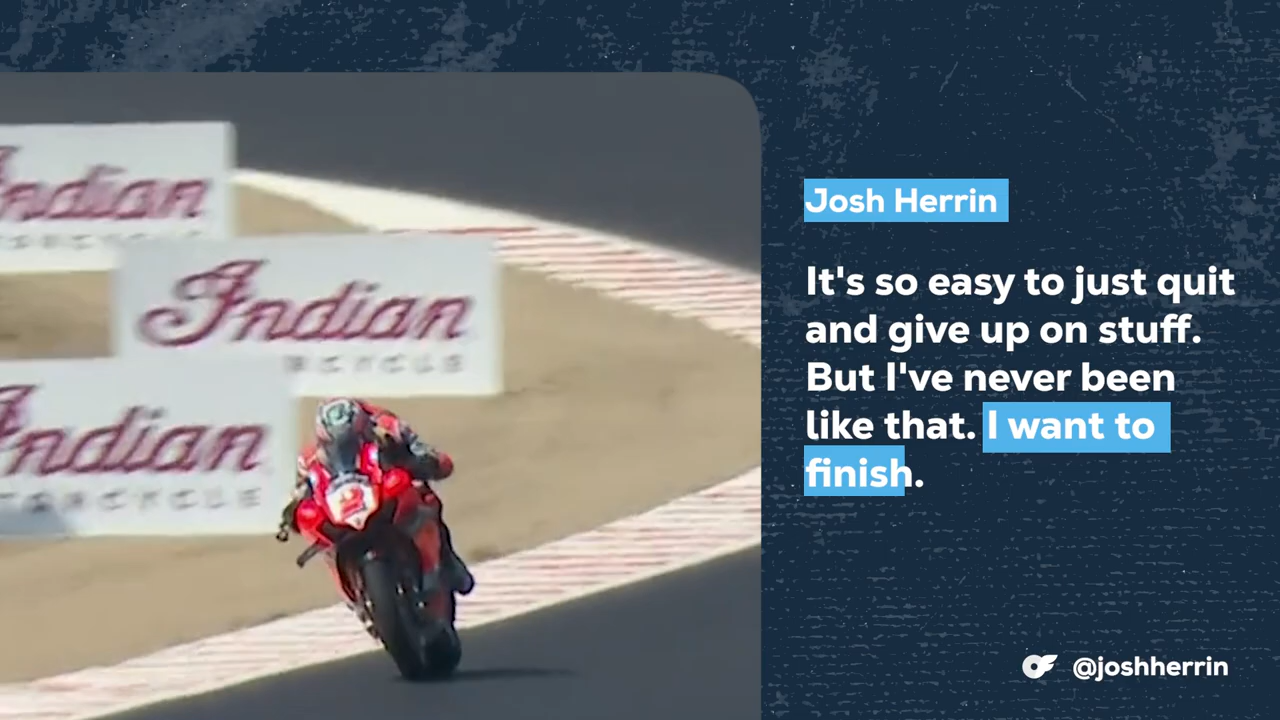 Indian
Indian
Indian
Josh Herrin
It's so easy to just quit
and give up on stuff.
But I've never been
like that. I want to
finish.
@joshherrin